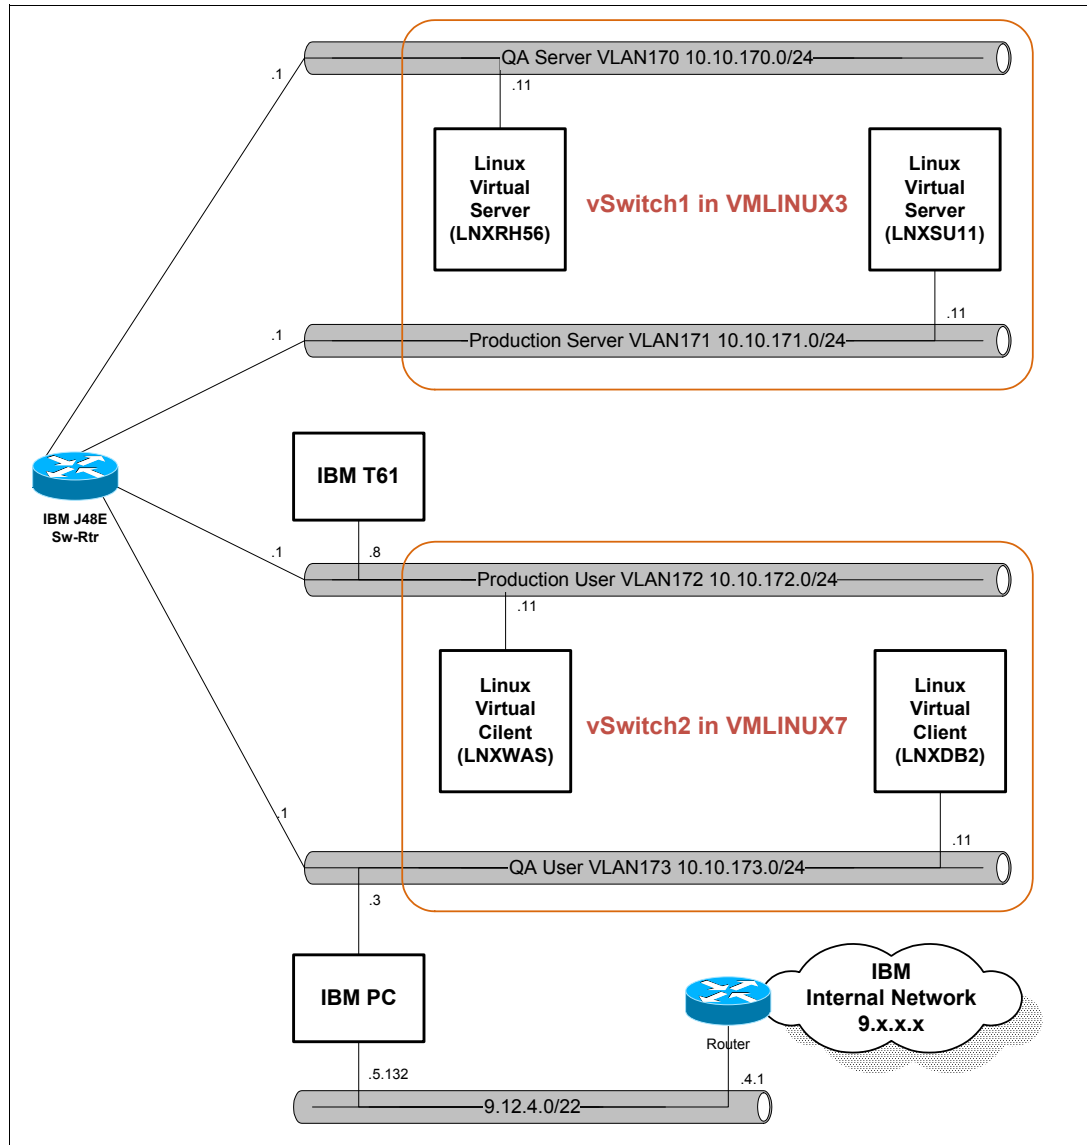 QA Server VLAN170 10.10.170.0/24
.1
.11
Linux
Virtual
Server
(LNXRH56)
vSwitch1 in VMLINUX3
Linux
Virtual
Server
(LNXSU11)
.11
.1
Production Server VLAN171 10.10.171.0/24
IBM T61
IBM J48E
Sw-Rtr
.1
.8
Production User VLAN172 10.10.172.0/24
.11
Linux
Virtual
Cilent
(LNXWAS)
vSwitch2 in VMLINUX7
Linux
Virtual
Client
(LNXDB2)
.1
.11
QA User VLAN173 10.10.173.0/24
.3
IBM PC
IBM
Internal Network
9.x.x.x
Router
.5.132
.4.1
9.12.4.0/22